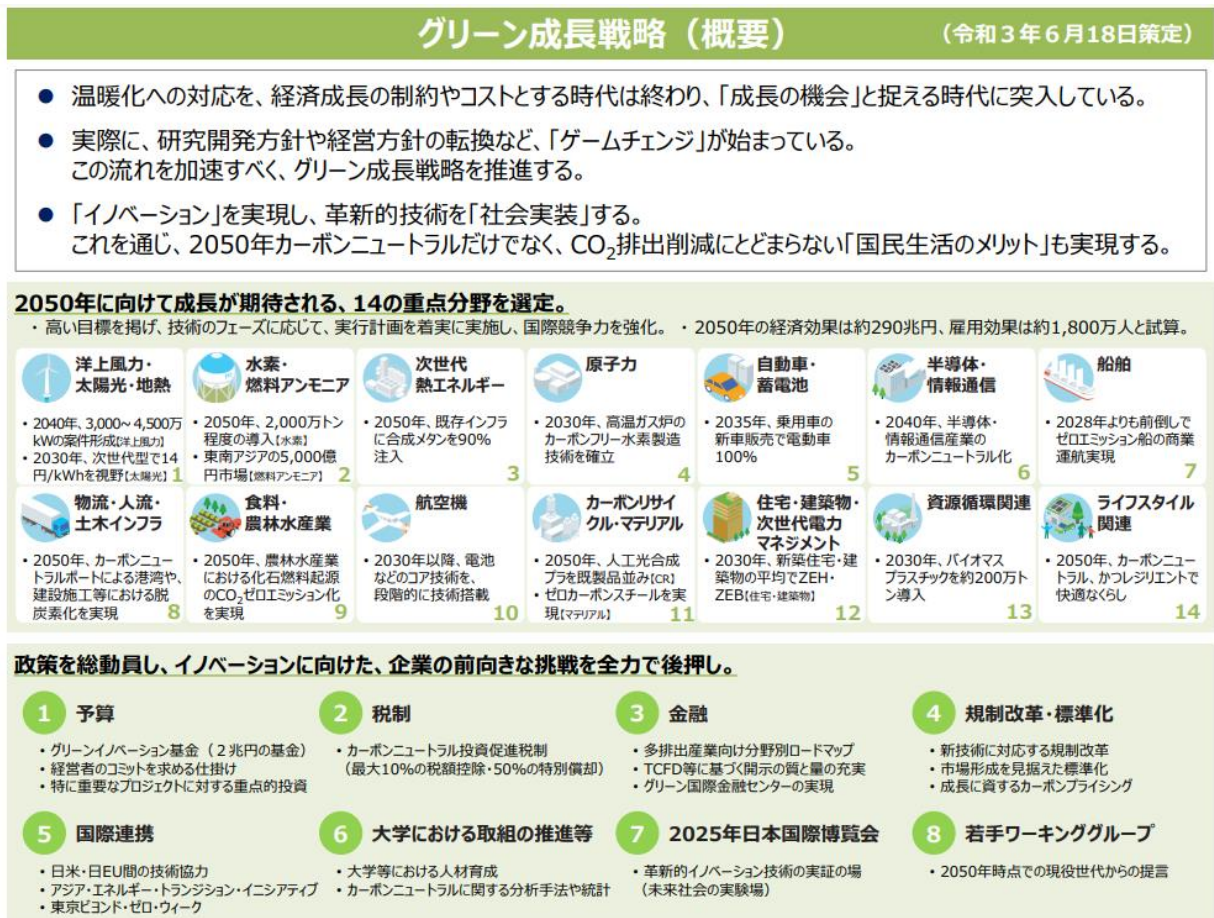 グリーン成長戦略（概要）
（令和３年６月18日策定）
● 温暖化への対応を、経済成長の制約やコストとする時代は終わり、「成長の機会」と捉える時代に突入している。
● 実際に、研究開発方針や経営方針の転換など、「ゲームチェンジ」が始まっている。
この流れを加速すべく、グリーン成長戦略を推進する。
● 「イノベーション」を実現し、革新的技術を「社会実装」する。
これを通じ、2050年カーボンニュートラルだけでなく、CO₂排出削減にとどまらない「国民生活のメリット」も実現する。
2050年に向けて成長が期待される、14の重点分野を選定。
・高い目標を掲げ、技術のフェーズに応じて、実行計画を着実に実施し、国際競争力を強化。 ・2050年の経済効果は約290兆円、雇用効果は約1,800万人と試算。
洋上風力・
太陽光・地熱
・2040年、3,000～4,500万
kWの案件形成【洋上風力】
・2030年、次世代型で14
円/kWhを視野【太陽光】
1
水素・
燃料アンモニア
・2050年、2,000万トン
程度の導入【水素】
・東南アジアの5,000億
円市場【燃料アンモニア】
2
次世代
熱エネルギー
・2050年、既存インフラ
に合成メタンを90%
注入
3
原子力
・2030年、高温ガス炉の
カーボンフリー水素製造
技術を確立
4
自動車・
蓄電池
・2035年、乗用車の
新車販売で電動車
100%
5
半導体・
情報通信
・2040年、半導体・
情報通信産業の
カーボンニュートラル化
6
船舶
・2028年よりも前倒しで
ゼロエミッション船の商業
運航実現
7
物流・人流・
土木インフラ
・2050年、カーボンニュー
トラルポートによる港湾や、
建設施工等における脱
炭素化を実現
8
食料・
農林水産業
・2050年、農林水産業
における化石燃料起源
のCO₂ゼロエミッション化
を実現
9
航空機
・2030年以降、電池
などのコア技術を、
段階的に技術搭載
10
カーボンリサイ
クル・マテリアル
・2050年、人工光合成
プラを既製品並み【CR】
・ゼロカーボンスチールを実
現【マテリアル】
11
住宅・建築物・
次世代電力
マネジメント
・2030年、新築住宅・建
築物の平均でZEH・
ZEB【住宅・建築物】
12
資源循環関連
・2030年、バイオマス
プラスチックを約200万ト
ン導入
13
ライフスタイル
関連
・2050年、カーボンニュー
トラル、かつレジリエントで
快適なくらし
14
政策を総動員し、イノベーションに向けた、企業の前向きな挑戦を全力で後押し。
1 予算
・グリーンイノベーション基金（２兆円の基金）
・経営者のコミットを求める仕掛け
・特に重要なプロジェクトに対する重点的投資
2 税制
・カーボンニュートラル投資促進税制
（最大10%の税額控除・50%の特別償却）
3 金融
・多排出産業向け分野別ロードマップ
・TCFD等に基づく開示の質と量の充実
・グリーン国際金融センターの実現
4 規制改革・標準化
・新技術に対応する規制改革
・市場形成を見据えた標準化
・成長に資するカーボンプライシング
5 国際連携
・日米・日EU間の技術協力
・アジア・エネルギー・トランジション・イニシアティブ
・東京ビヨンド・ゼロ・ウィーク
6 大学における取組の推進等
・大学等における人材育成
・カーボンニュートラルに関する分析手法や統計
7 2025年日本国際博覧会
・革新的イノベーション技術の実証の場
（未来社会の実験場）
8 若手ワーキンググループ
・2050年時点での現役世代からの提言